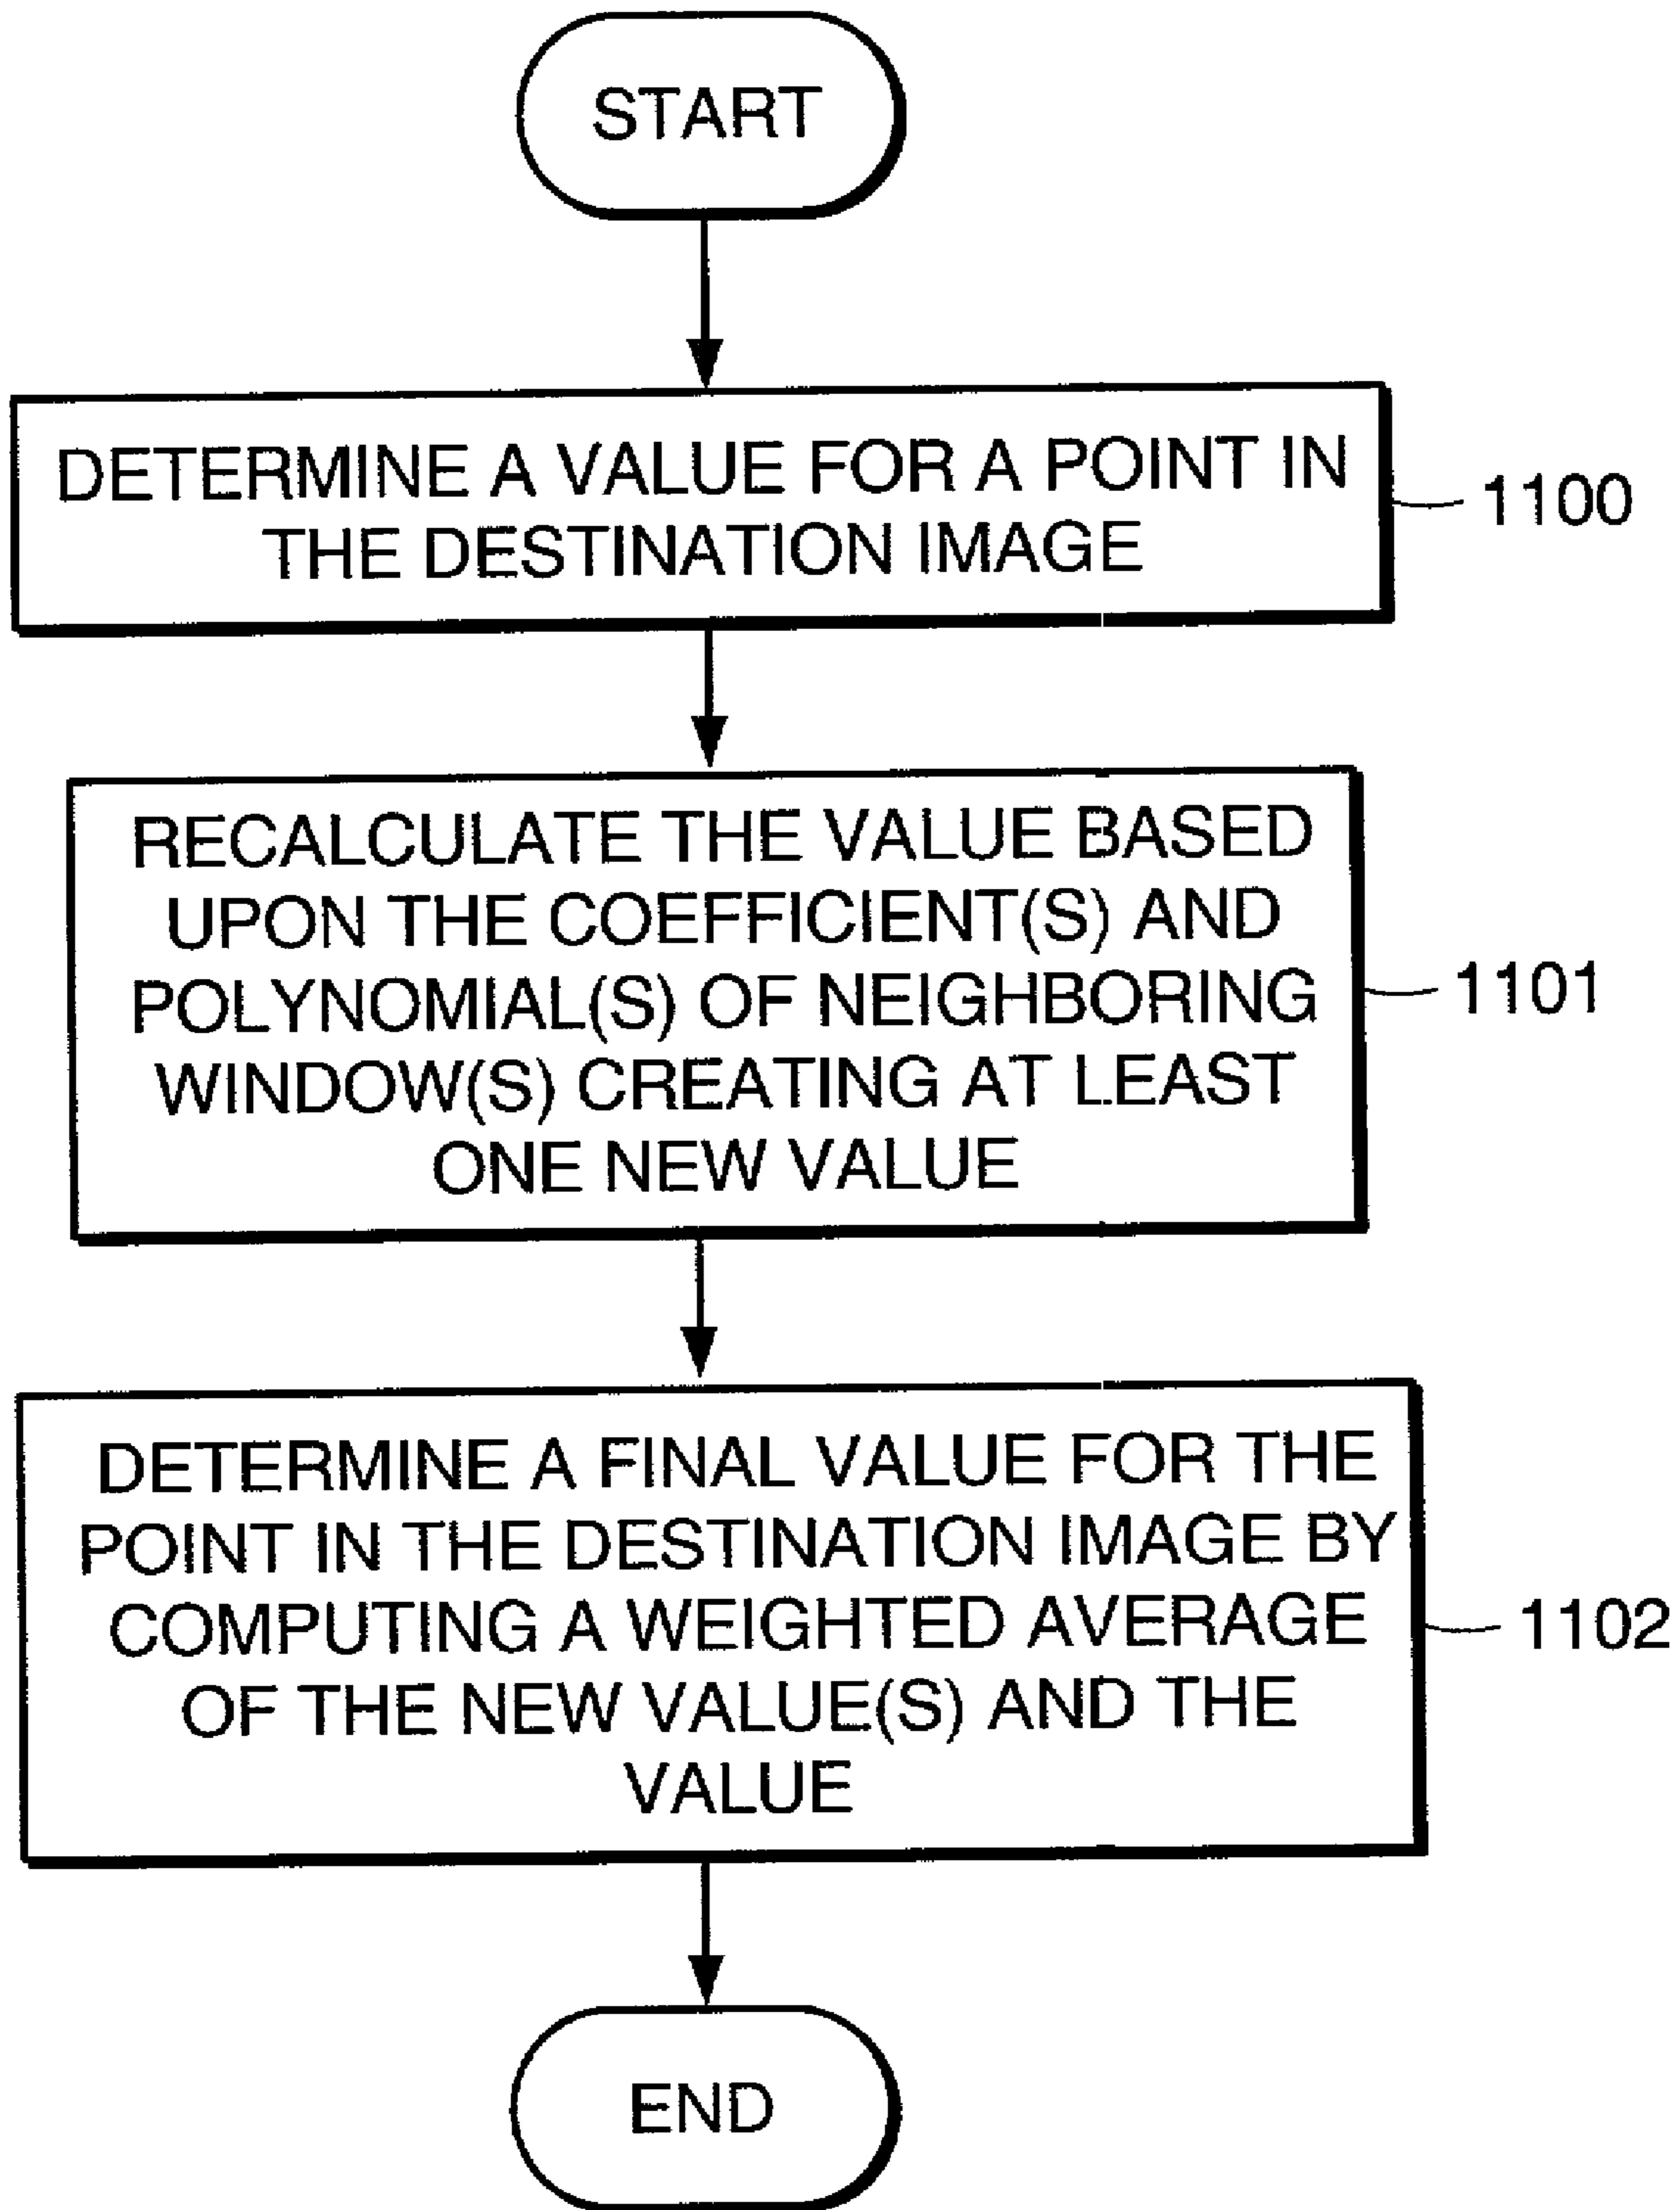 START
DETERMINE A VALUE FOR A POINT IN
THE DESTINATION IMAGE
1100
RECALCULATE THE VALUE BASED
UPON THE COEFFICIENT(S) AND
POLYNOMIAL(S) OF NEIGHBORING
WINDOW(S) CREATING AT LEAST
ONE NEW VALUE
1101
DETERMINE A FINAL VALUE FOR THE
POINT IN THE DESTINATION IMAGE BY
COMPUTING A WEIGHTED AVERAGE
OF THE NEW VALUE(S) AND THE
VALUE
1102
END